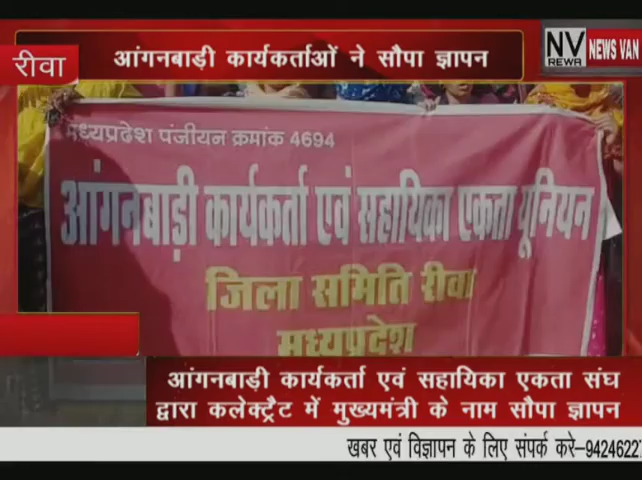 रीवा
आंगनबाड़ी कार्यकर्ताओं ने सौपा ज्ञापन
NV
REWA
NEWS VAN
मध्यप्रदेश पंजीयन क्रमांक 4694
आंगनबाड़ी कार्यकर्ता एवं सहायिका एकता यूनियन
जिला समिति रीवा
मध्यप्रदेश
आंगनबाड़ी कार्यकर्ता एवं सहायिका एकता संघ
द्वारा कलेक्ट्रैट में मुख्यमंत्री के नाम सौपा ज्ञापन
खबर एवं विज्ञापन के लिए संपर्क करे–9424622